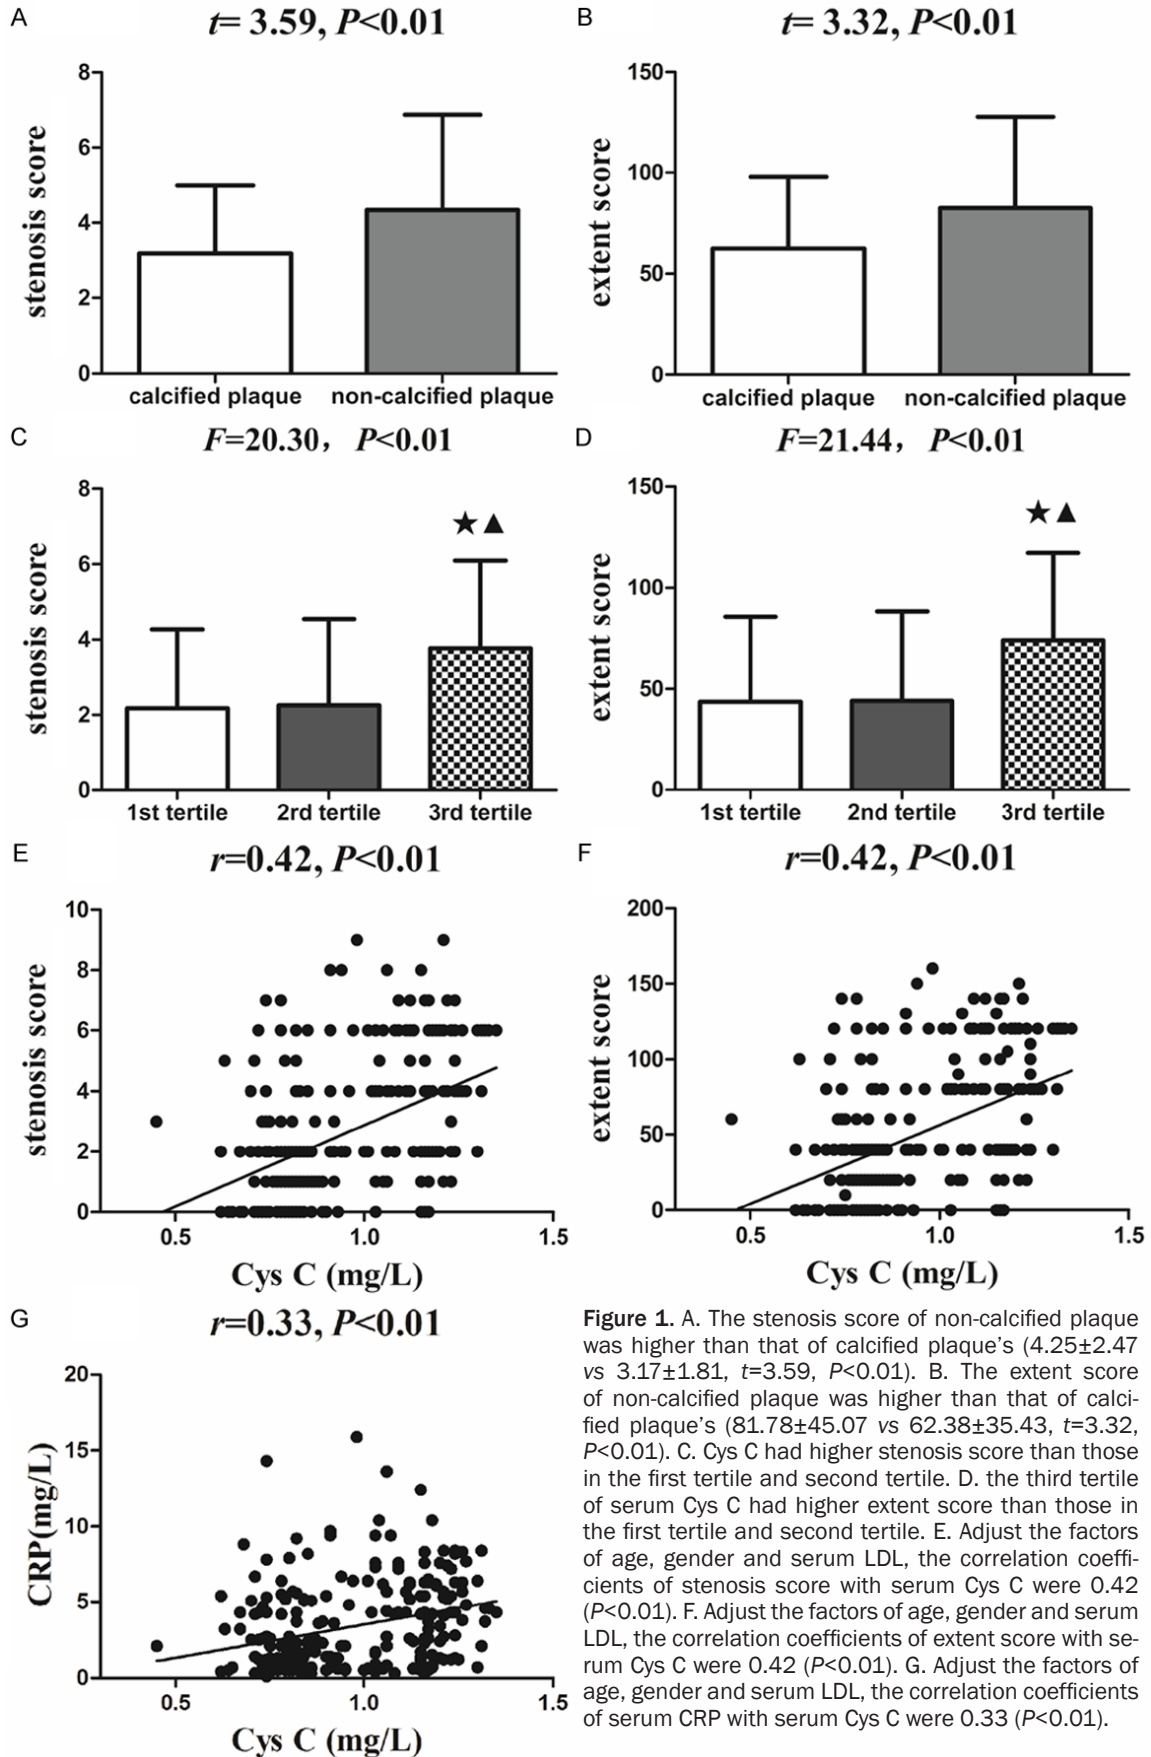 A
t= 3.59, P<0.01
stenosis score
8
6
4
2
0
calcified plaque
non-calcified plaque
B
t= 3.32, P<0.01
extent score
150
100
50
0
calcified plaque
non-calcified plaque
C
F=20.30, P<0.01
stenosis score
8
6
4
2
0
★▲
1st tertile
2rd tertile
3rd tertile
D
F=21.44, P<0.01
extent score
150
100
50
0
★▲
1st tertile
2nd tertile
3rd tertile
E
r=0.42, P<0.01
stenosis score
10
8
6
4
2
0
0.5
1.0
1.5
Cys C (mg/L)
F
r=0.42, P<0.01
extent score
200
150
100
50
0
0.5
1.0
1.5
Cys C (mg/L)
G
r=0.33, P<0.01
CRP(mg/L)
20
15
10
5
0
0.5
1.0
1.5
Cys C (mg/L)
Figure 1. A. The stenosis score of non-calcified plaque
was higher than that of calcified plaque's (4.25±2.47
vs 3.17±1.81, t=3.59, P<0.01). B. The extent score
of non-calcified plaque was higher than that of calci-
fied plaque's (81.78±45.07 vs 62.38±35.43, t=3.32,
P<0.01). C. Cys C had higher stenosis score than those
in the first tertile and second tertile. D. the third tertile
of serum Cys C had higher extent score than those in
the first tertile and second tertile. E. Adjust the factors
of age, gender and serum LDL, the correlation coeffi-
cients of stenosis score with serum Cys C were 0.42
(P<0.01). F. Adjust the factors of age, gender and serum
LDL, the correlation coefficients of extent score with se-
rum Cys C were 0.42 (P<0.01). G. Adjust the factors of
age, gender and serum LDL, the correlation coefficients
of serum CRP with serum Cys C were 0.33 (P<0.01).